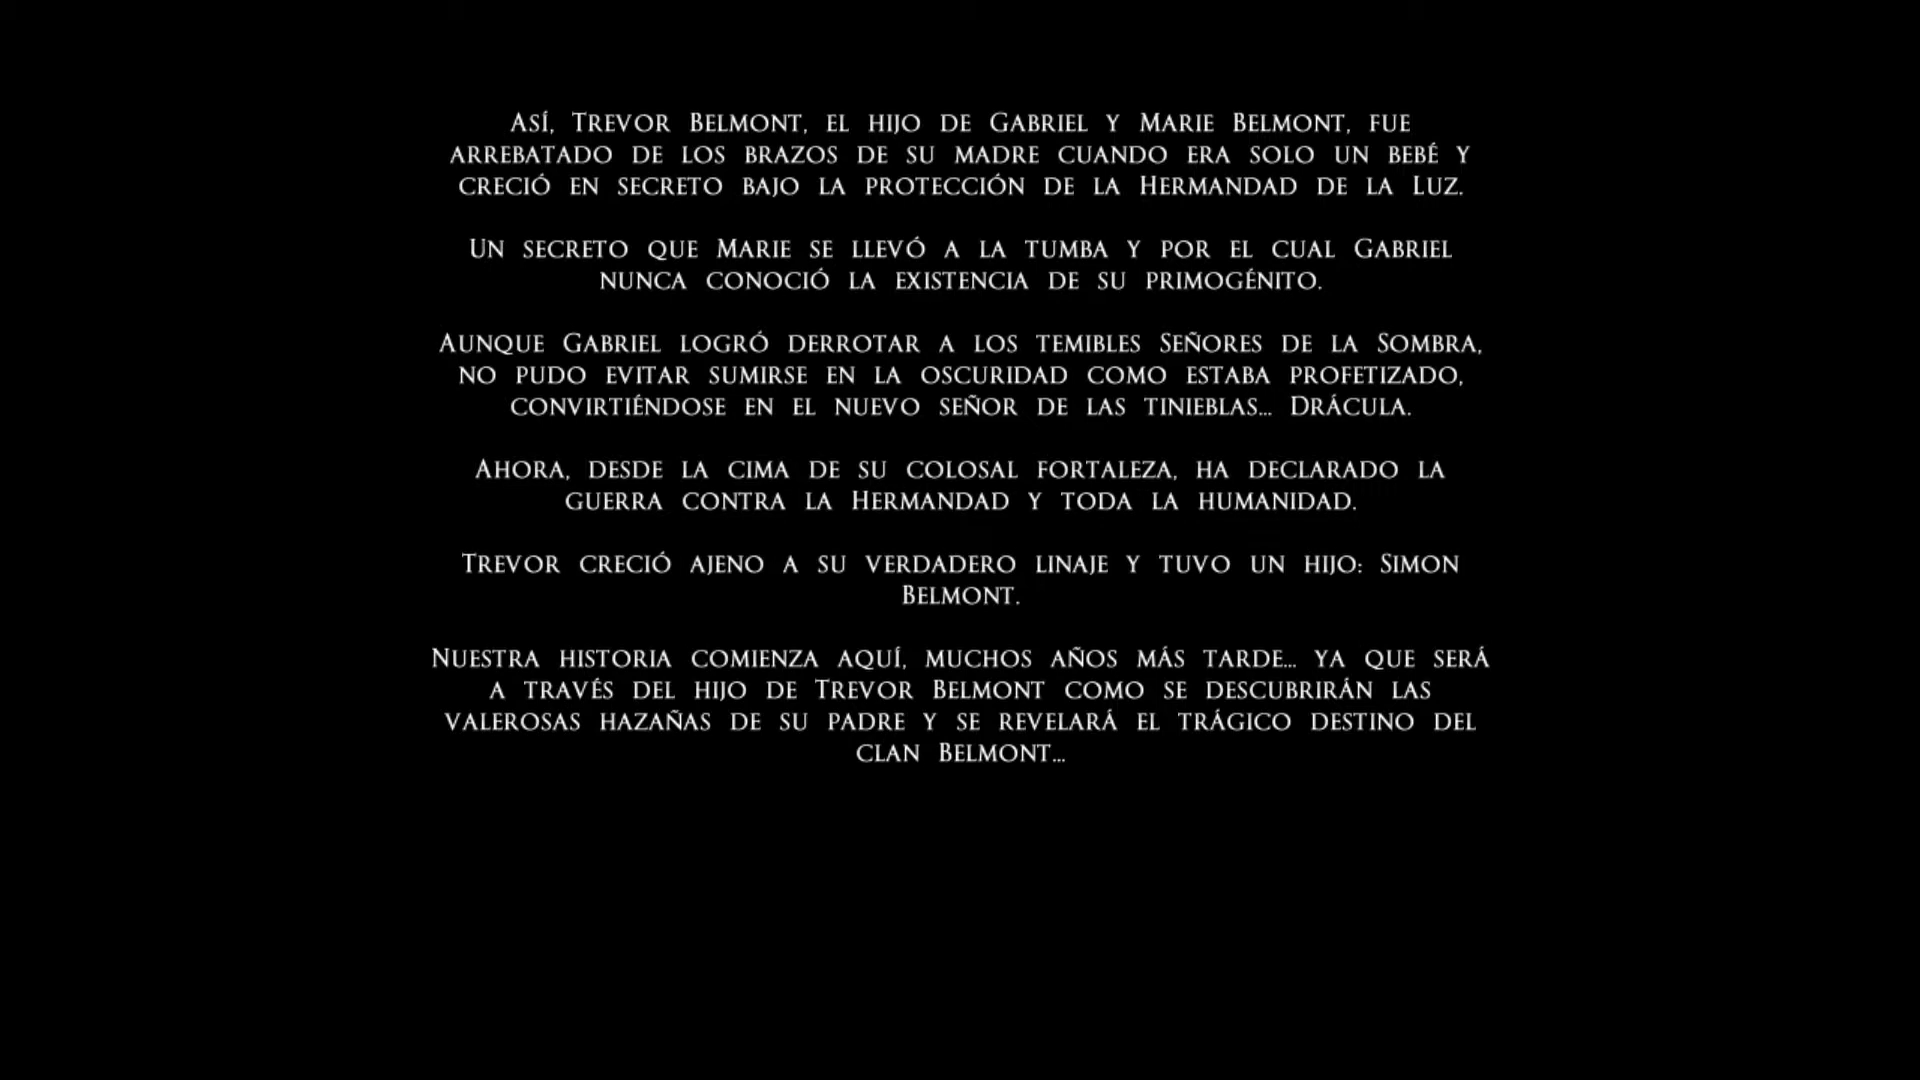 Así, Trevor Belmont, el hijo de Gabriel y Marie Belmont, fue
arrebatado de los brazos de su madre cuando era solo un bebé y
creció en secreto bajo la protección de la Hermandad de la Luz.
Un secreto que Marie se llevó a la tumba y por el cual Gabriel
nunca conoció la existencia de su primogénito.
Aunque Gabriel logró derrotar a los temibles Señores de la Sombra,
no pudo evitar sumirse en la oscuridad como estaba profetizado,
convirtiéndose en el nuevo señor de las tinieblas... Drácula.
Ahora, desde la cima de su colosal fortaleza, ha declarado la
guerra contra la Hermandad y toda la humanidad.
Trevor creció ajeno a su verdadero linaje y tuvo un hijo: Simon
Belmont.
Nuestra historia comienza aquí, muchos años más tarde... ya que será
a través del hijo de Trevor Belmont como se descubrirán las
valerosas hazañas de su padre y se revelará el trágico destino del
clan Belmont...